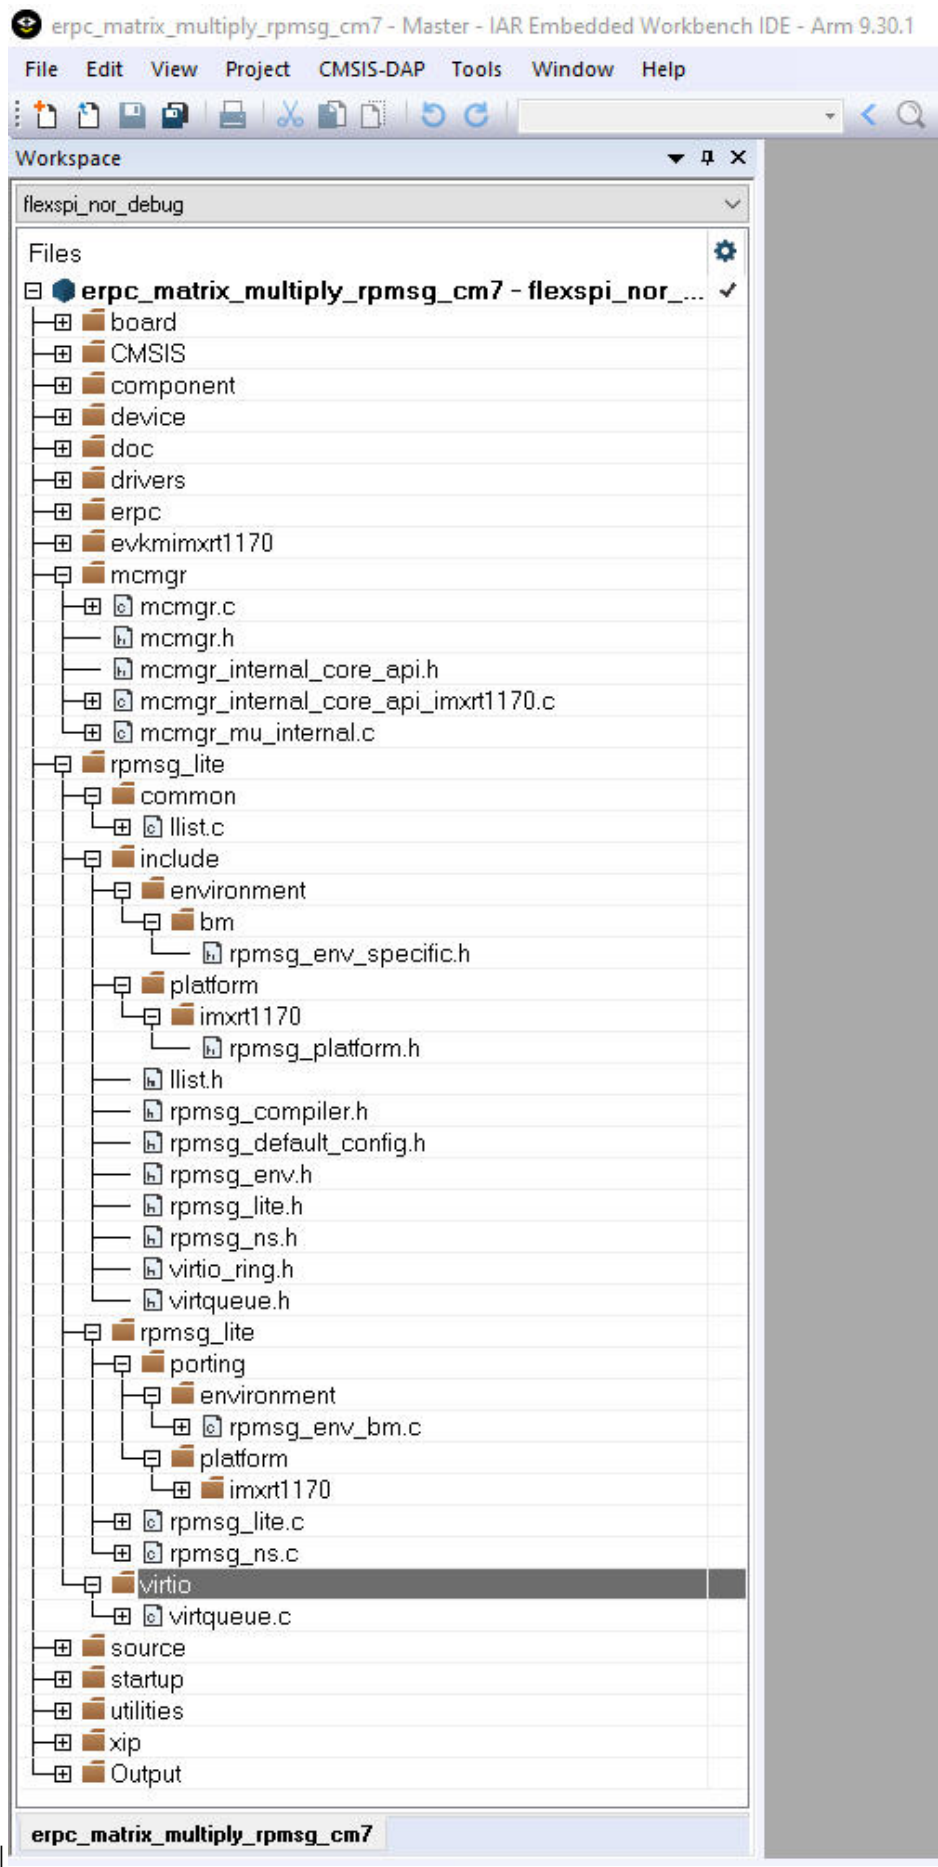 erpc_matrix_multiply_rpmsg_cm7 - Master - IAR Embedded Workbench IDE - Arm 9.30.1
File Edit View Project CMSIS-DAP Tools Window Help
Workspace
flexspi_nor_debug
Files
erpc_matrix_multiply_rpmsg_cm7 - flexspi_nor_...
board
CMSIS
component
device
doc
drivers
erpc
evkmimxrt1170
mcmgr
mcmgr.c
mcmgr.h
mcmgr_internal_core_api.h
mcmgr_internal_core_api_imxrt1170.c
mcmgr_mu_internal.c
rpmsg_lite
common
llist.c
include
environment
bm
rpmsg_env_specific.h
platform
imxrt1170
rpmsg_platform.h
llist.h
rpmsg_compiler.h
rpmsg_default_config.h
rpmsg_env.h
rpmsg_lite.h
rpmsg_ns.h
virtio_ring.h
virtqueue.h
rpmsg_lite
porting
environment
rpmsg_env_bm.c
platform
imxrt1170
rpmsg_lite.c
rpmsg_ns.c
virtio
virtqueue.c
source
startup
utilities
xip
Output
erpc_matrix_multiply_rpmsg_cm7